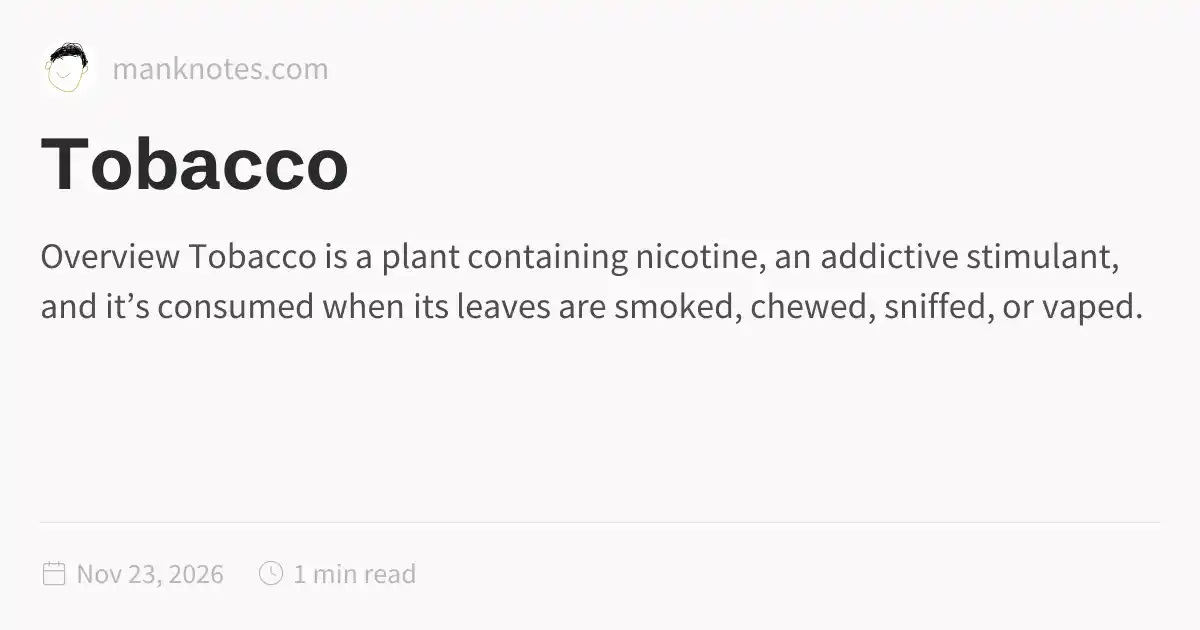 manknotes.com
Tobacco
Overview Tobacco is a plant containing nicotine, an addictive stimulant,
and it’s consumed when its leaves are smoked, chewed, sniffed, or vaped.
Nov 23, 2026 1 min read